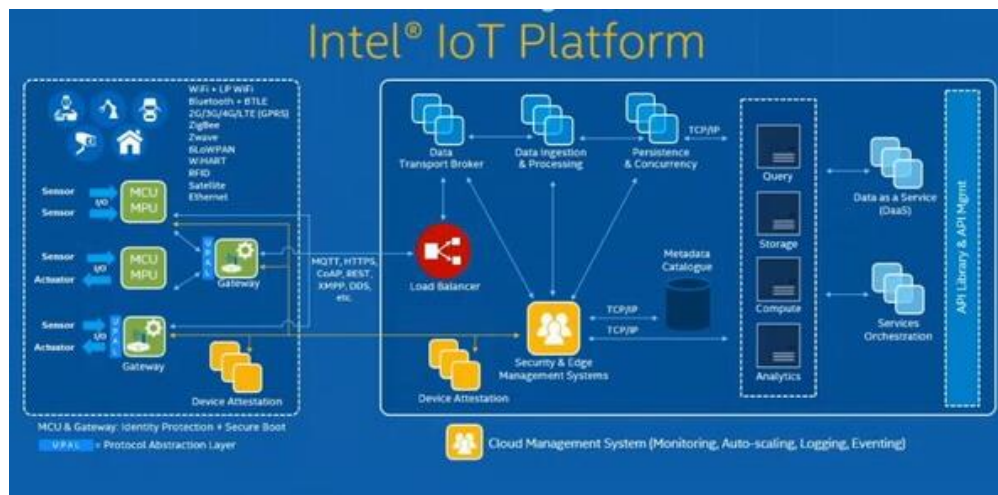 Intel® IoT Platform
WiFi + LP WiFi
Bluetooth + BTLE
2G/3G/4G/LTE (GPRS)
ZigBee
Zwave
6LoWPAN
WiHART
RFID
Satellite
Ethernet
Sensor
I/O
Sensor
MCU
MPU
Sensor
I/O
Actuator
MCU
MPU
UPAL
Gateway
Sensor
I/O
Actuator
UPAL
Gateway
Device Attestation
MQTT, HTTPS,
CoAP, REST,
XMPP, DDS,
etc.
Data
Transport Broker
Data Ingestion
& Processing
Persistence
& Concurrency
TCP/IP
Load Balancer
Metadata
Catalogue
TCP/IP
TCP/IP
Security & Edge
Management Systems
Device Attestation
Query
Storage
Compute
Analytics
Data as a Service
(DaaS)
Services
Orchestration
API Library & API Mgmt
MCU & Gateway: Identity Protection + Secure Boot
UPAL = Protocol Abstraction Layer
Cloud Management System (Monitoring, Auto-scaling, Logging, Eventing)